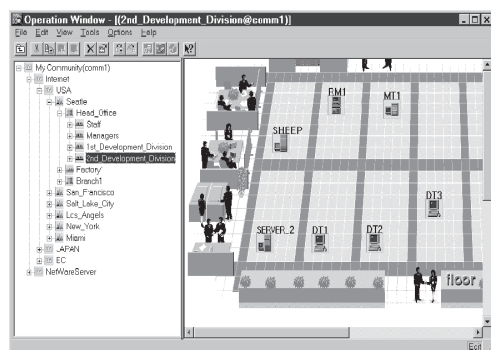 Operation Window - [(2nd_Development_Division@comm1)]
File Edit View Tools Options Help
My Community(comm1)
Internet
USA
Seatle
Head_Office
Staff
Managers
1st_Development_Division
2nd_Development_Division
Factory
Branch1
San_Francisco
Salt_Lake_City
Los_Angels
New_York
Miami
JAPAN
EC
NetWareServer
RM1
MT1
SHEEP
DT3
SERVER_2
DT1
DT2
floor
Edit